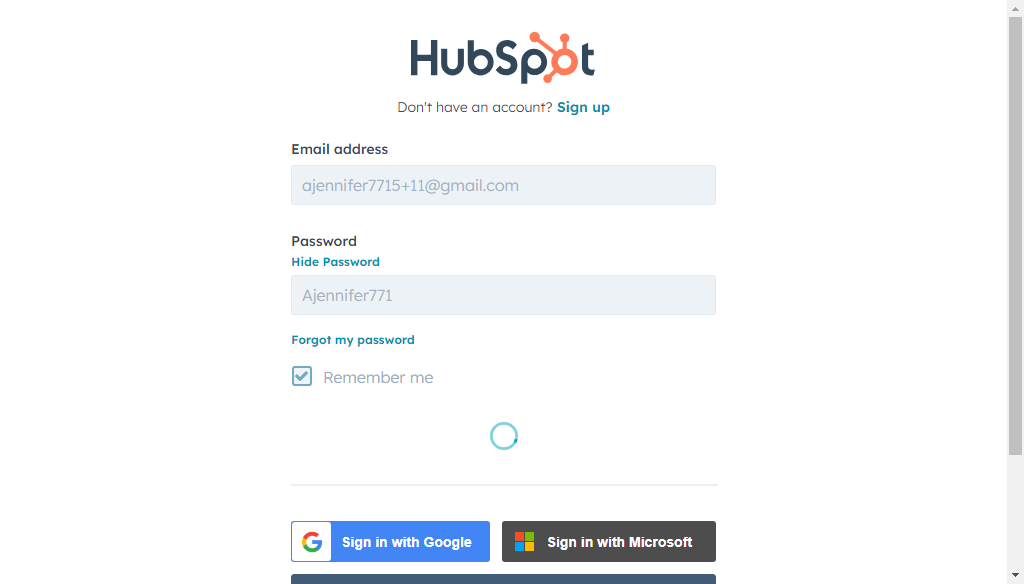 HubSpot
Don't have an account? Sign up
Email address
ajennifer7715+11@gmail.com
Password
Hide Password
Ajennifer771
Forgot my password
Remember me
Sign in with Google
Sign in with Microsoft